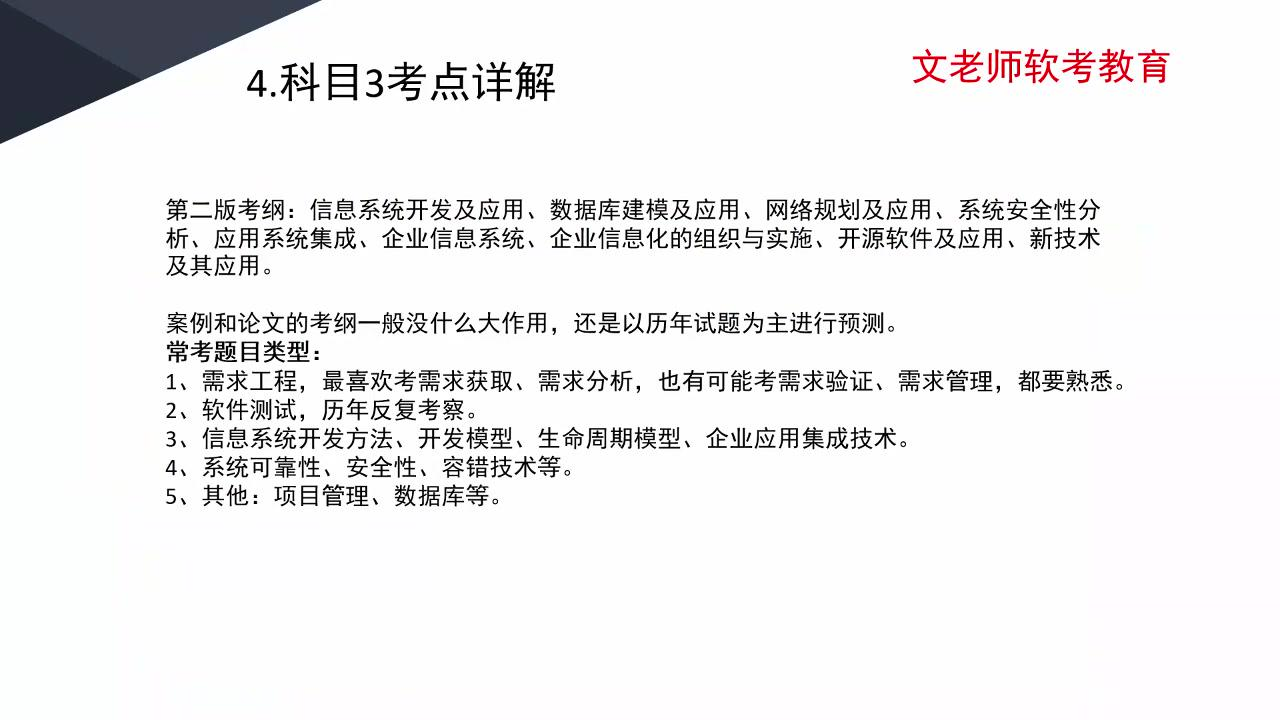 4.科目3考点详解
文老师软考教育
第二版考纲：信息系统开发及应用、数据库建模及应用、网络规划及应用、系统安全性分
析、应用系统集成、企业信息系统、企业信息化的组织与实施、开源软件及应用、新技术
及其应用。
案例和论文的考纲一般没什么大作用，还是以历年试题为主进行预测。
常考题目类型：
1、需求工程，最喜欢考需求获取、需求分析，也有可能考需求验证、需求管理，都要熟悉。
2、软件测试，历年反复考察。
3、信息系统开发方法、开发模型、生命周期模型、企业应用集成技术。
4、系统可靠性、安全性、容错技术等。
5、其他：项目管理、数据库等。